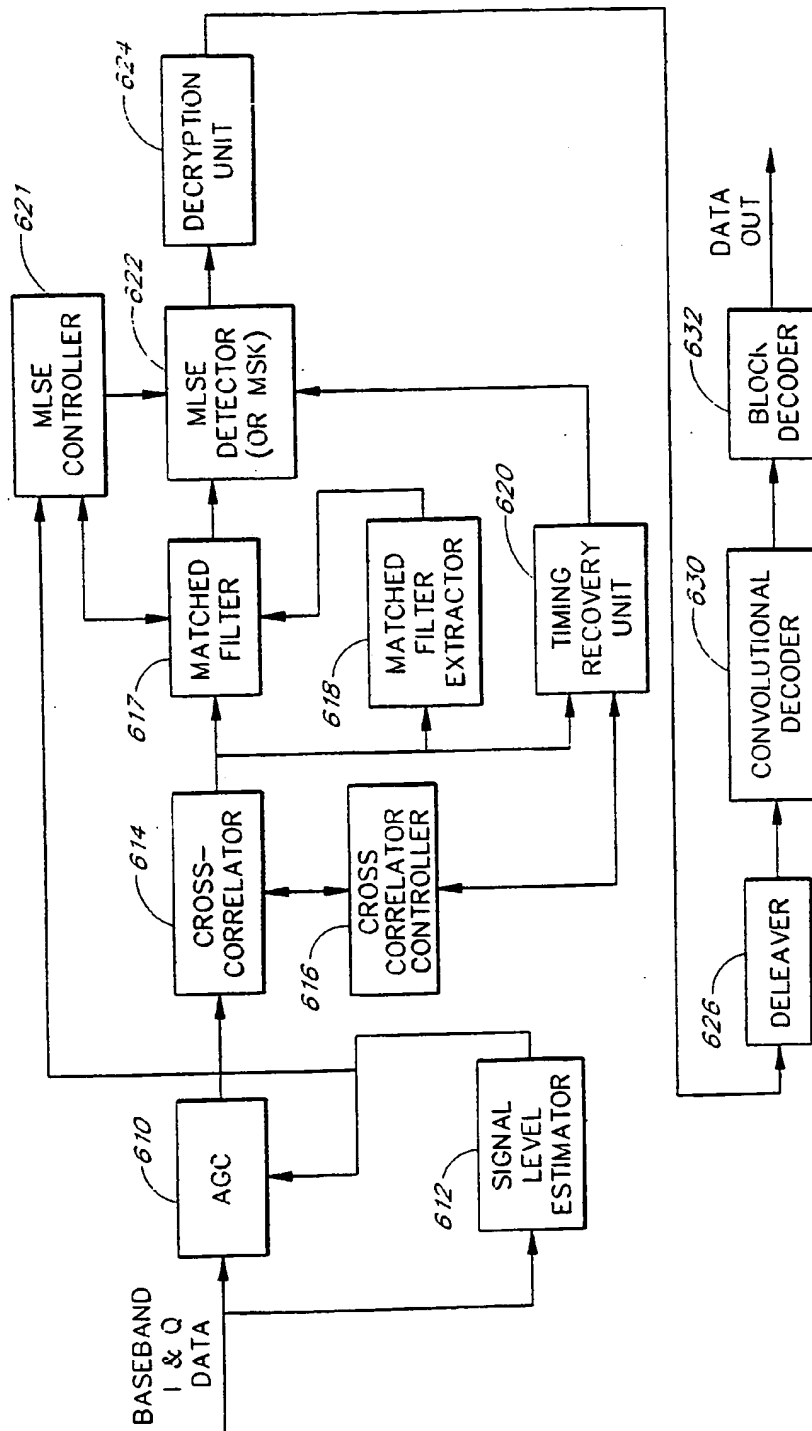 BASEBAND
I & Q
DATA
610
AGC
612
SIGNAL
LEVEL
ESTIMATOR
614
CROSS-
CORRELATOR
616
CROSS
CORRELATOR
CONTROLLER
617
MATCHED
FILTER
618
MATCHED
FILTER
EXTRACTOR
620
TIMING
RECOVERY
UNIT
621
MLSE
CONTROLLER
622
MLSE
DETECTOR
(OR MSK)
624
DECRYPTION
UNIT
626
DELEAVER
630
CONVOLUTIONAL
DECODER
632
BLOCK
DECODER
DATA
OUT